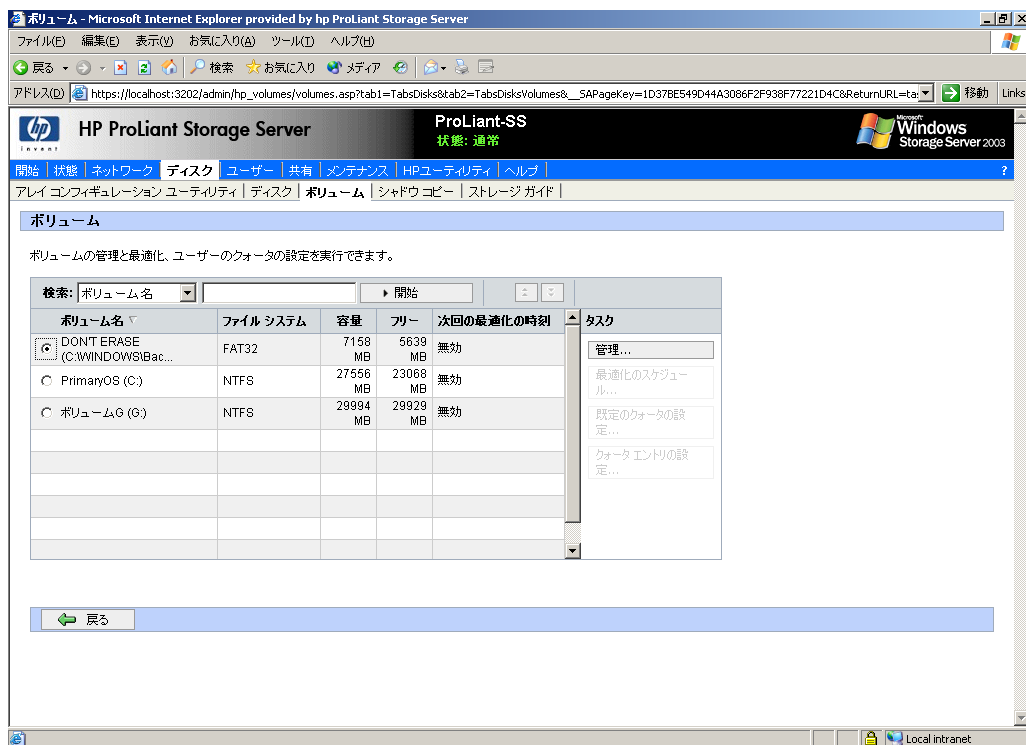 ボリューム - Microsoft Internet Explorer provided by hp ProLiant Storage Server
ファイル(F) 編集(E) 表示(V) お気に入り(A) ツール(T) ヘルプ(H)
戻る 検索 お気に入り メディア
アドレス(D) https://localhost:3202/admin/hp_volumes/volumes.asp?tab1=TabsDisks&tab2=TabsDisksVolumes&__SAPageKey=1D37BE549D44A3086F2F938F77221D4C&ReturnURL=ta: 移動 Links
hp
invent
HP ProLiant Storage Server
ProLiant-SS
状態: 通常
Microsoft
Windows
Storage Server 2003
開始 状態 ネットワーク ディスク ユーザー 共有 メンテナンス HPユーティリティ ヘルプ ?
アレイ コンフィギュレーション ユーティリティ ディスク ボリューム シャドウ コピー ストレージ ガイド
ボリューム
ボリュームの管理と最適化、ユーザーのクォータの設定を実行できます。
検索: ボリューム名 開始
ボリューム名 ファイル システム 容量 フリー 次回の最適化の時刻 タスク
DON'T ERASE
(C:\WINDOWS\Bac...
FAT32
7158
MB
5639
MB
無効
PrimaryOS (C:)
NTFS
27556
MB
23068
MB
無効
ボリュームG (G:)
NTFS
29994
MB
29929
MB
無効
管理...
最適化のスケジュー
ル...
既定のクォータの設
定...
クォータ エントリの設
定...
戻る
Local intranet